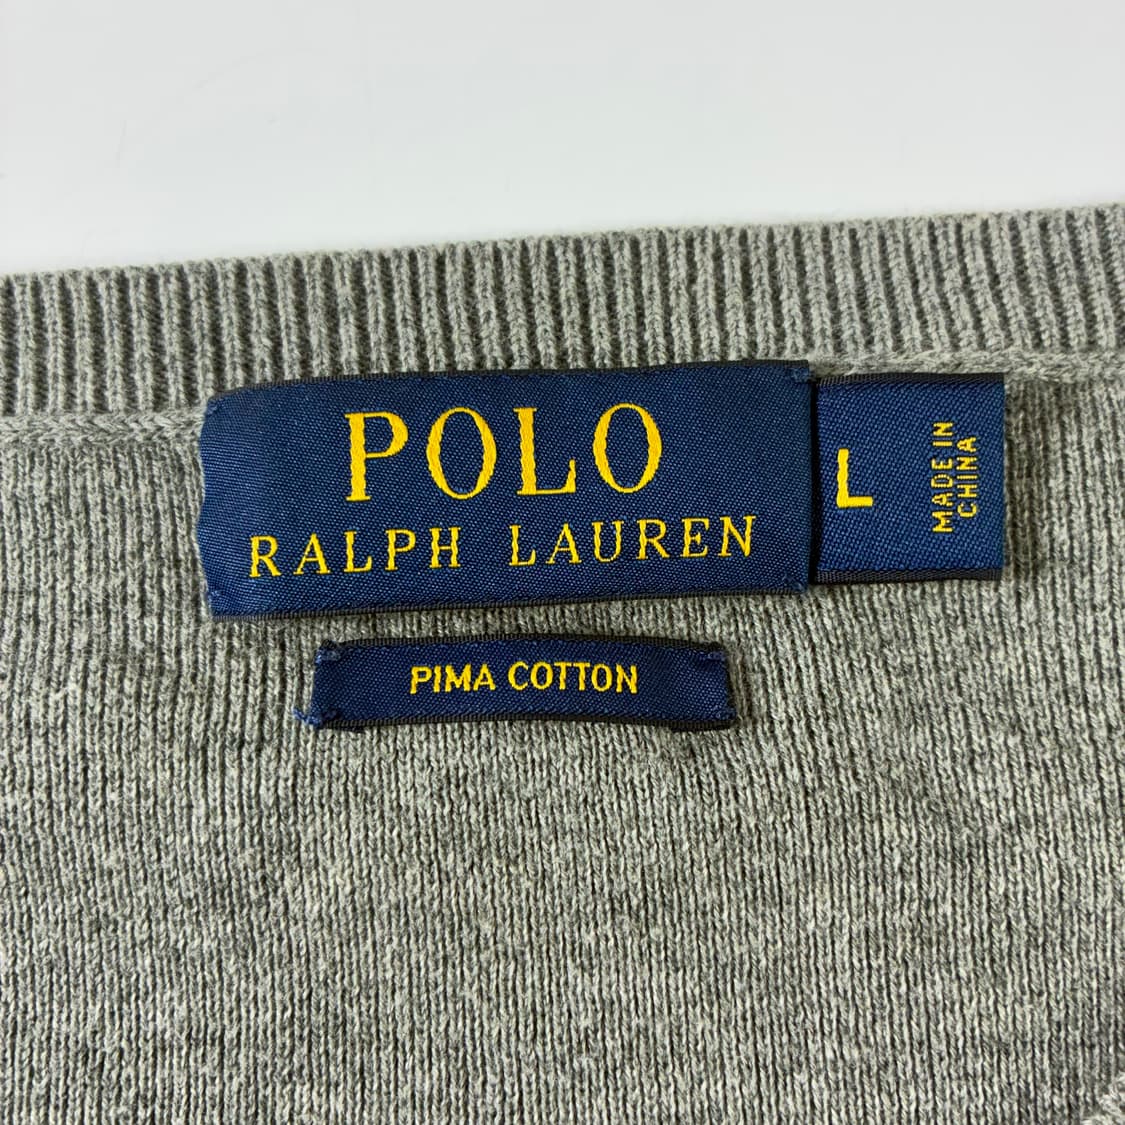 POLO
RALPH LAUREN
L
MADE IN
CHINA
PIMA COTTON